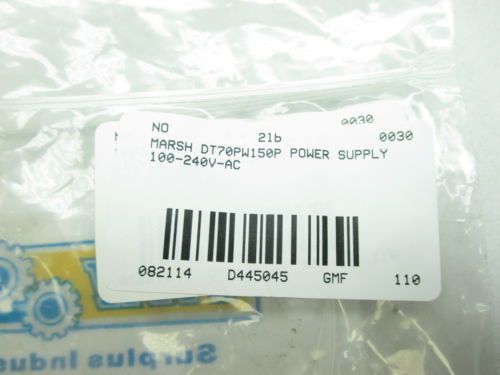 0030
NO 21b 0030
MARSH DT70PW150P POWER SUPPLY
100-240V-AC
082114 D445045 GMF 110
Surplus Indus